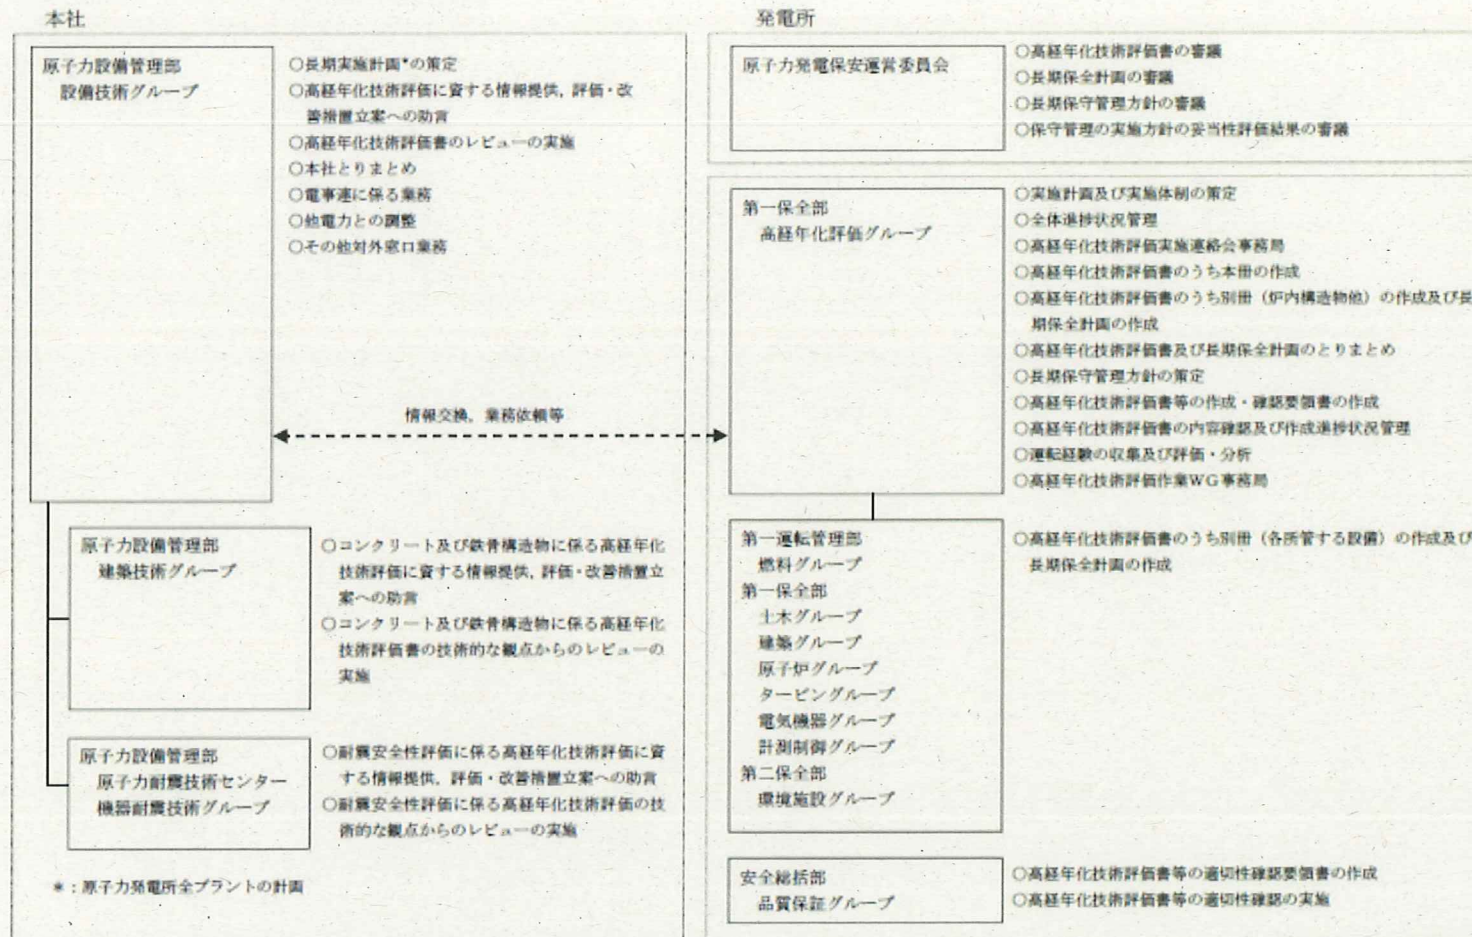 本社
原子力設備管理部
設備技術グループ
○長期実施計画*の策定
○高経年化技術評価に資する情報提供，評価・改
善措置立案への助言
○高経年化技術評価書のレビューの実施
○本社とりまとめ
○電事連に係る業務
○他電力との調整
○その他対外窓口業務
情報交換，業務依頼等
原子力設備管理部
建築技術グループ
○コンクリート及び鉄骨構造物に係る高経年化
技術評価に資する情報提供，評価・改善措置立
案への助言
○コンクリート及び鉄骨構造物に係る高経年化
技術評価書の技術的な観点からのレビューの
実施
原子力設備管理部
原子力耐震技術センター
機器耐震技術グループ
○耐震安全性評価に係る高経年化技術評価に資
する情報提供，評価・改善措置立案への助言
○耐震安全性評価に係る高経年化技術評価の技
術的な観点からのレビューの実施
*：原子力発電所全プラントの計画
発電所
原子力発電保安運営委員会
○高経年化技術評価書の審議
○長期保全計画の審議
○長期保守管理方針の審議
○保守管理の実施方針の妥当性評価結果の審議
第一保全部
高経年化評価グループ
○実施計画及び実施体制の策定
○全体進捗状況管理
○高経年化技術評価実施連絡会事務局
○高経年化技術評価書のうち本冊の作成
○高経年化技術評価書のうち別冊（炉内構造物他）の作成及び長
期保全計画の作成
○高経年化技術評価書及び長期保全計画のとりまとめ
○長期保守管理方針の策定
○高経年化技術評価書等の作成・確認要領書の作成
○高経年化技術評価書の内容確認及び作成進捗状況管理
○運転経験の収集及び評価・分析
○高経年化技術評価作業WG事務局
第一運転管理部
燃料グループ
第一保全部
土木グループ
建築グループ
原子炉グループ
タービングループ
電気機器グループ
計測制御グループ
第二保全部
環境施設グループ
○高経年化技術評価書のうち別冊（各所管する設備）の作成及び
長期保全計画の作成
安全総括部
品質保証グループ
○高経年化技術評価書等の適切性確認要領書の作成
○高経年化技術評価書等の適切性確認の実施